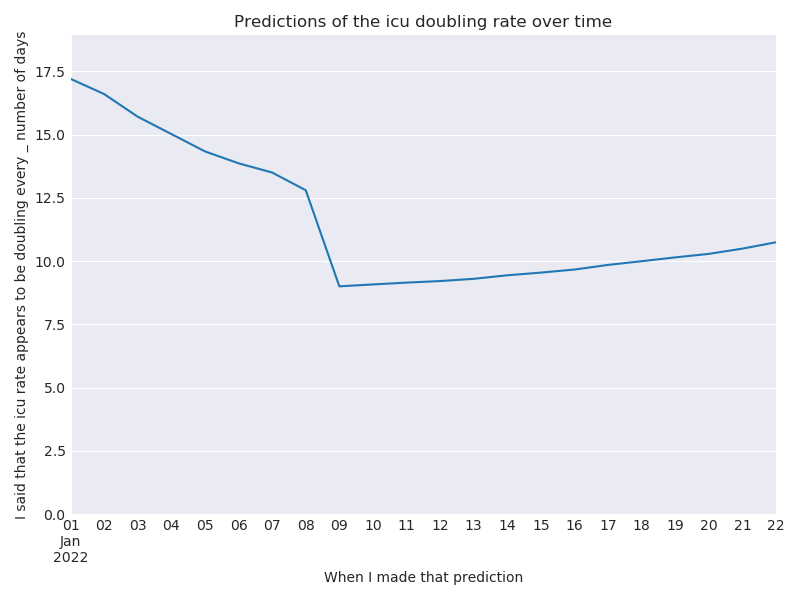 Predictions of the icu doubling rate over time
I said that the icu rate appears to be doubling every _ number of days
17.5
15.0
12.5
10.0
7.5
5.0
2.5
0.0
01 02 03 04 05 06 07 08 09 10 11 12 13 14 15 16 17 18 19 20 21 22
Jan
2022
When I made that prediction